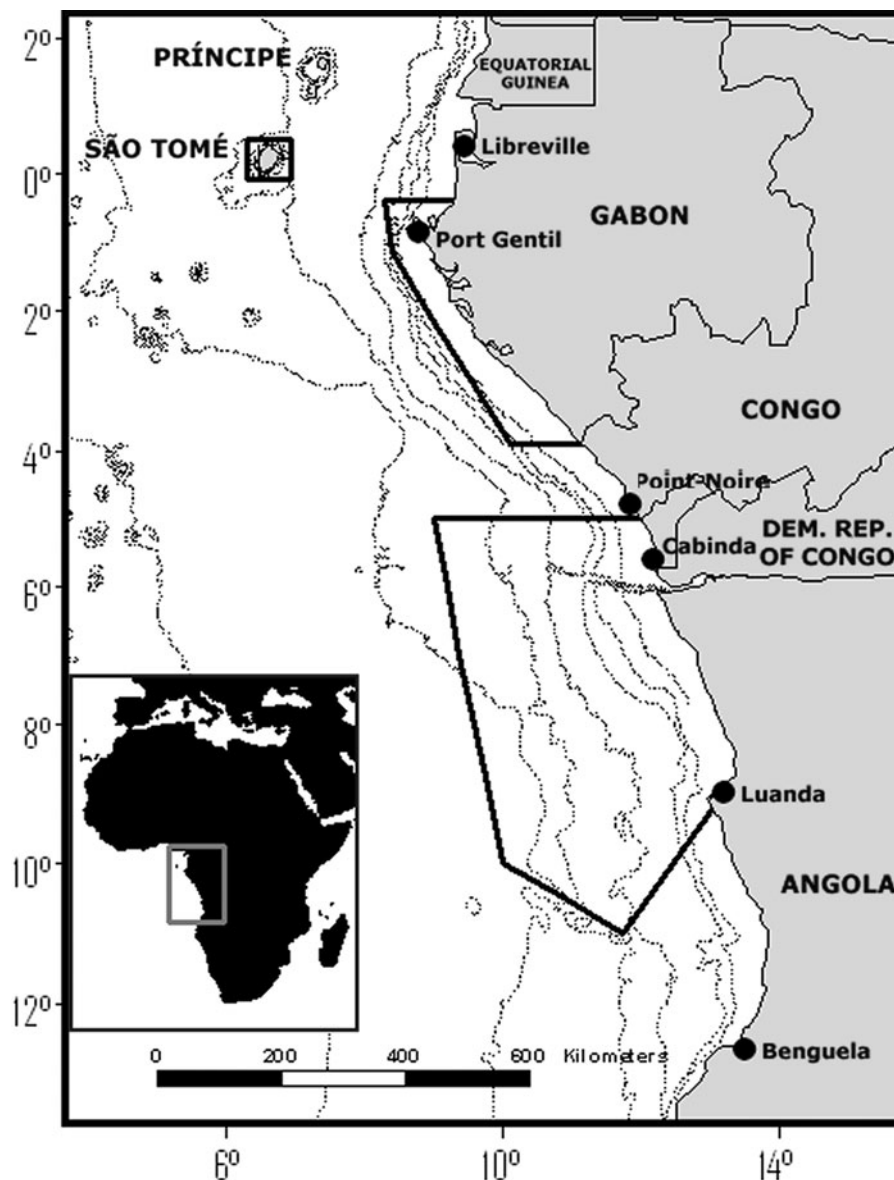 2º
PRÍNCIPE
EQUATORIAL
GUINEA
SÃO TOMÉ
Libreville
0º
GABON
Port Gentil
2º
CONGO
4º
Point-Noire
DEM. REP.
OF CONGO
Cabinda
6º
8º
Luanda
10º
ANGOLA
12º
Benguela
0 200 400 600 Kilometers
6º 10º 14º